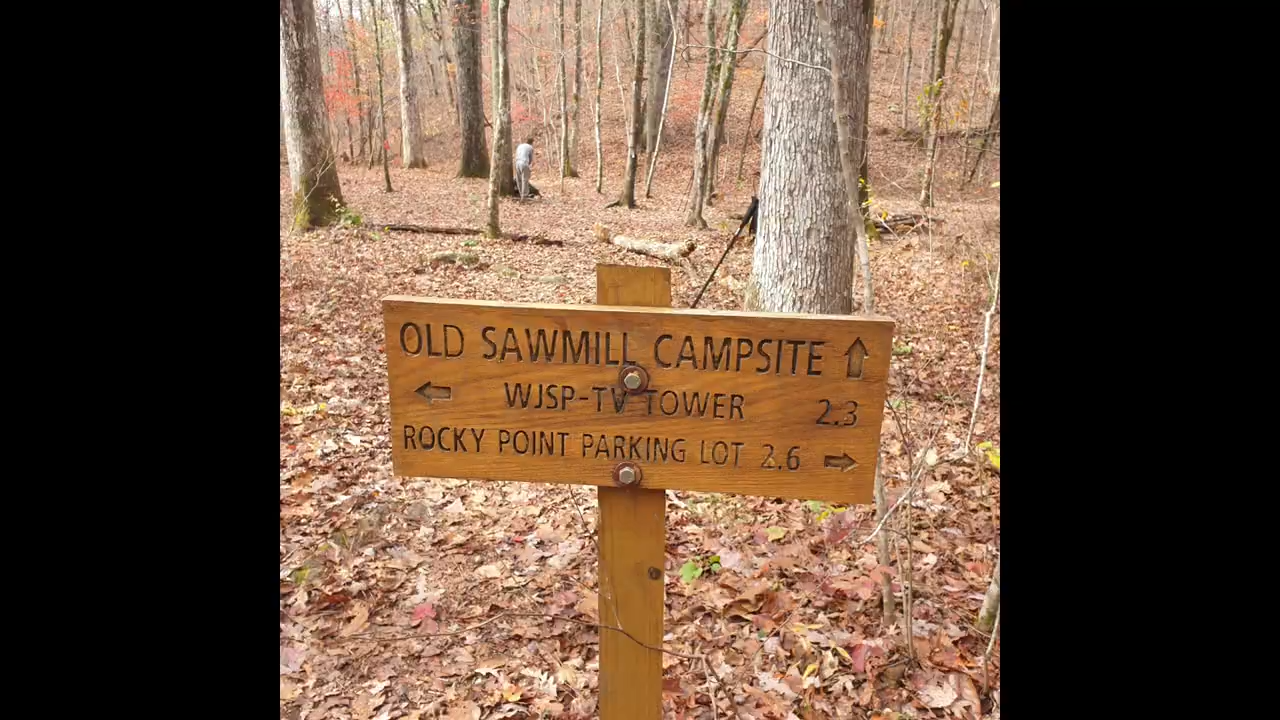 OLD SAWMILL CAMPSITE ↑
← WJSP-TV TOWER 2.3
ROCKY POINT PARKING LOT 2.6 →